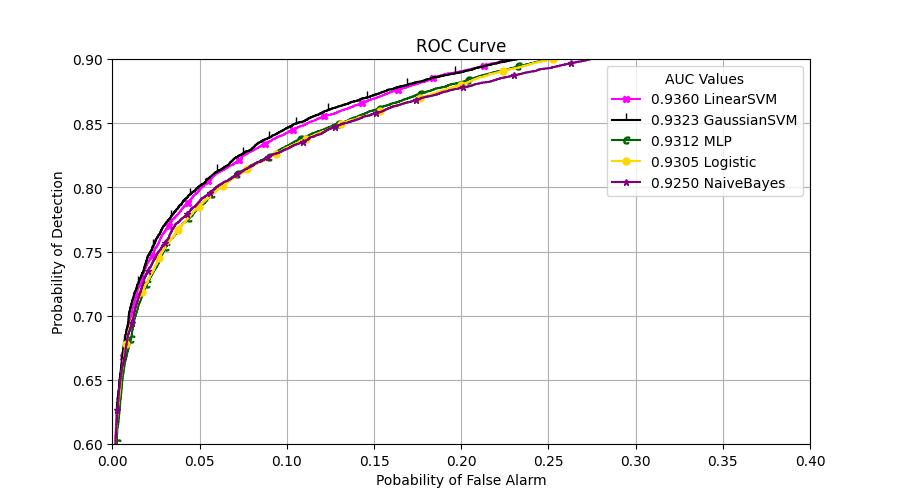 ROC Curve
0.90
0.85
0.80
0.75
0.70
0.65
0.60
Probability of Detection
AUC Values
0.9360 LinearSVM
0.9323 GaussianSVM
0.9312 MLP
0.9305 Logistic
0.9250 NaiveBayes
0.00 0.05 0.10 0.15 0.20 0.25 0.30 0.35 0.40
Pobability of False Alarm